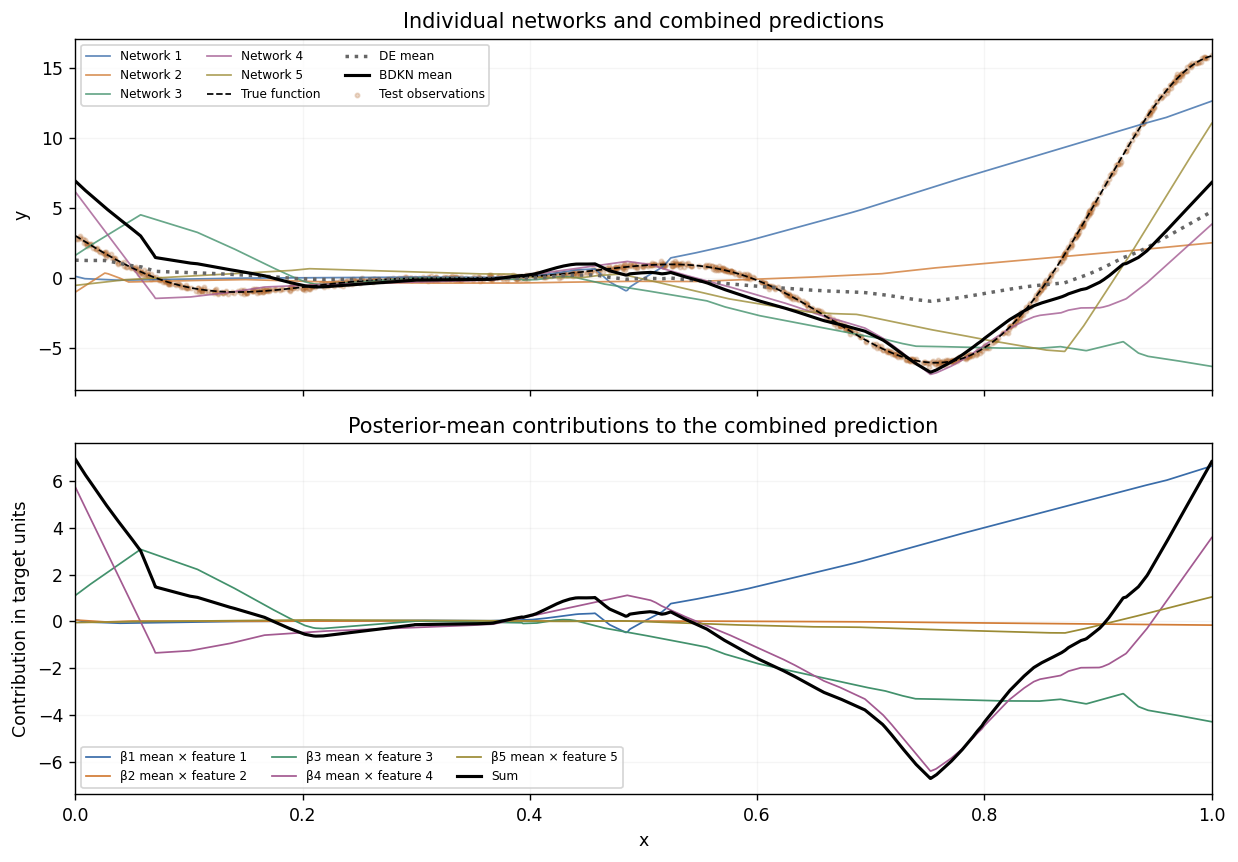 Individual networks and combined predictions
Network 1 Network 4 DE mean
Network 2 Network 5 BDKN mean
Network 3 True function Test observations
15
10
5
0
−5
y
Posterior-mean contributions to the combined prediction
6
4
2
0
−2
−4
−6
Contribution in target units
β1 mean × feature 1 β3 mean × feature 3 β5 mean × feature 5
β2 mean × feature 2 β4 mean × feature 4 Sum
0.0 0.2 0.4 0.6 0.8 1.0
x